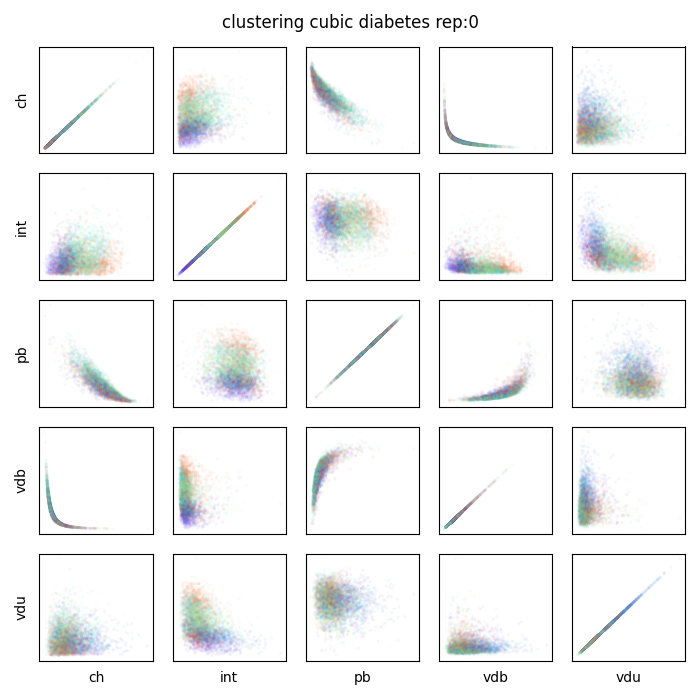 clustering cubic diabetes rep:0
ch
int
pb
vdb
vdu
ch int pb vdb vdu